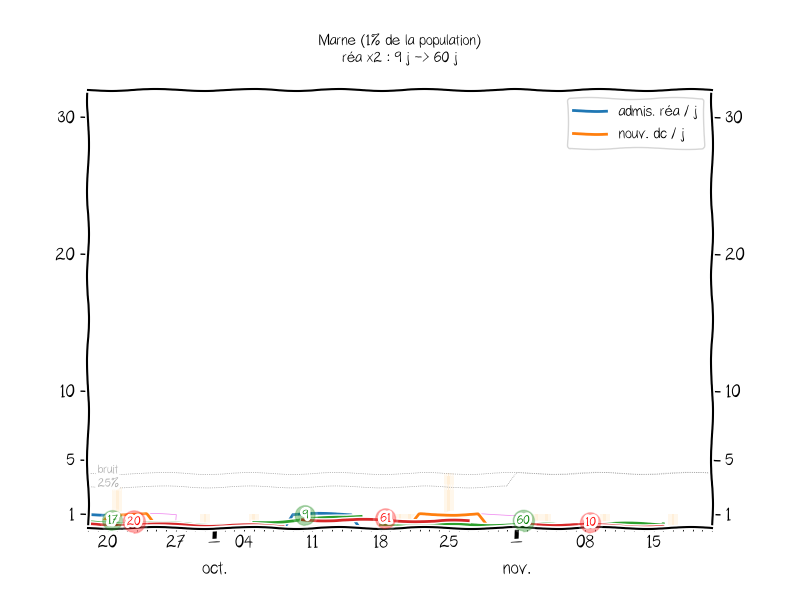 Marne (1% de la population)
réa x2 : 9 j -> 60 j
admis. réa / j
nouv. dc / j
30 30
20 20
10 10
5 5
bruit
25%
1 1
17 20 9 61 60 10
20 27 04 11 18 25 08 15
oct. nov.